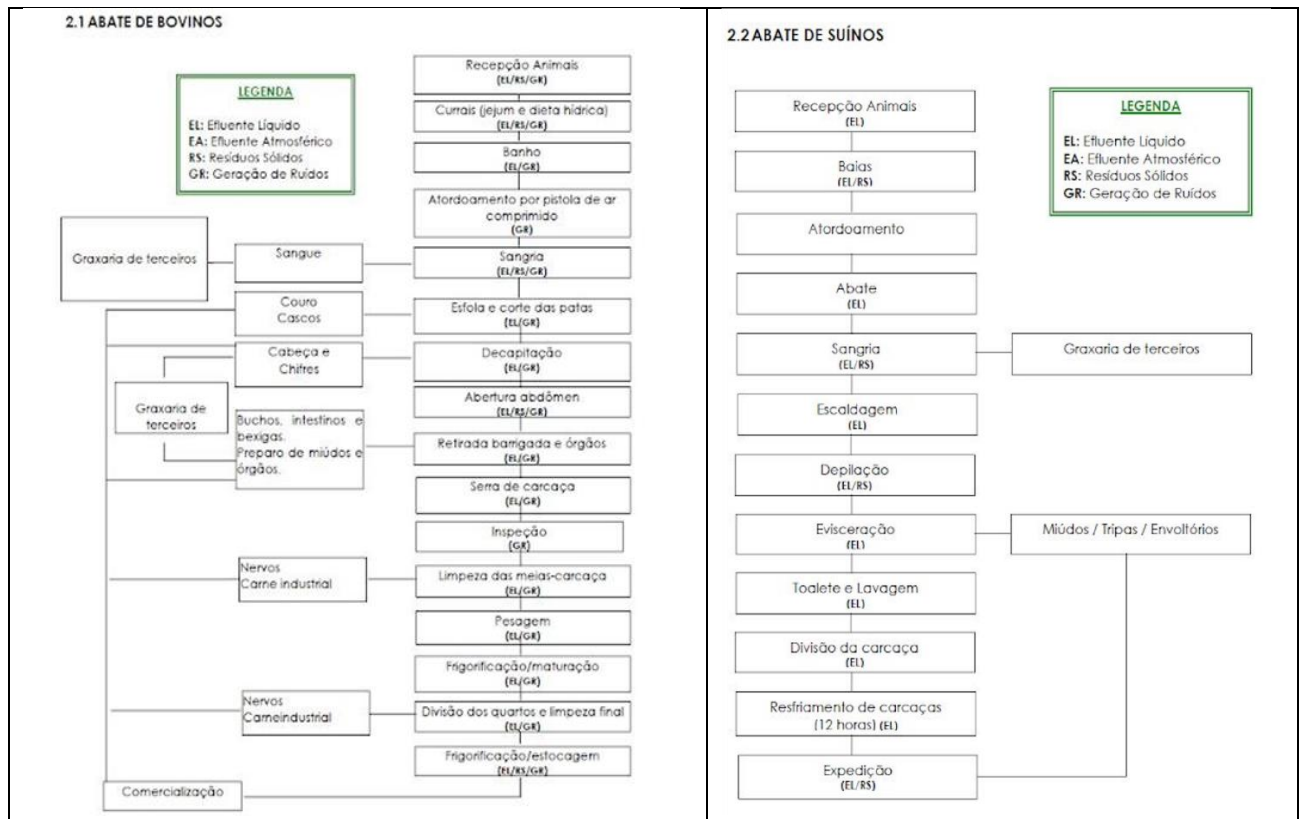 2.1 ABATE DE BOVINOS
LEGENDA
EL: Efluente Líquido
EA: Efluente Atmosférico
RS: Resíduos Sólidos
GR: Geração de Ruídos
Recepção Animais
(EL/RS/GR)
Currais (jejum e dieta hídrica)
(EL/RS/GR)
Banho
(EL/GR)
Atordoamento por pistola de ar
comprimido
(GR)
Graxaria de terceiros
Sangue
Sangria
(EL/RS/GR)
Couro
Cascos
Esfola e corte das patas
(EL/GR)
Cabeça e
Chifres
Decapitação
(EL/GR)
Abertura abdômen
(EL/RS/GR)
Graxaria de
terceiros
Buchos, intestinos e
bexigas.
Preparo de miúdos e
órgãos.
Retirada barrigada e órgãos
(EL/GR)
Serra de carcaça
(EL/GR)
Inspeção
(GR)
Nervos
Carne industrial
Limpeza das meias-carcaça
(EL/GR)
Pesagem
(EL/GR)
Frigorificação/maturação
(EL/GR)
Nervos
Carneindustrial
Divisão dos quartos e limpeza final
(EL/GR)
Frigorificação/estocagem
(EL/RS/GR)
Comercialização
2.2 ABATE DE SUÍNOS
LEGENDA
EL: Efluente Líquido
EA: Efluente Atmosférico
RS: Resíduos Sólidos
GR: Geração de Ruídos
Recepção Animais
(EL)
Baias
(EL/RS)
Atordoamento
Abate
(EL)
Sangria
(EL/RS)
Graxaria de terceiros
Escaldagem
(EL)
Depilação
(EL/RS)
Evisceração
(EL)
Miúdos / Tripas / Envoltórios
Toalete e Lavagem
(EL)
Divisão da carcaça
(EL)
Resfriamento de carcaças
(12 horas) (EL)
Expedição
(EL/RS)